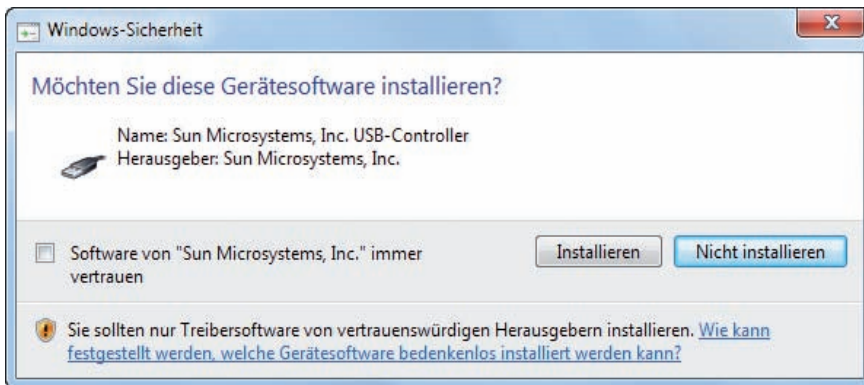 Windows-Sicherheit
Möchten Sie diese Gerätesoftware installieren?
Name: Sun Microsystems, Inc. USB-Controller
Herausgeber: Sun Microsystems, Inc.
Software von "Sun Microsystems, Inc." immer
vertrauen
Installieren
Nicht installieren
Sie sollten nur Treibersoftware von vertrauenswürdigen Herausgebern installieren. Wie kann
festgestellt werden, welche Gerätesoftware bedenkenlos installiert werden kann?